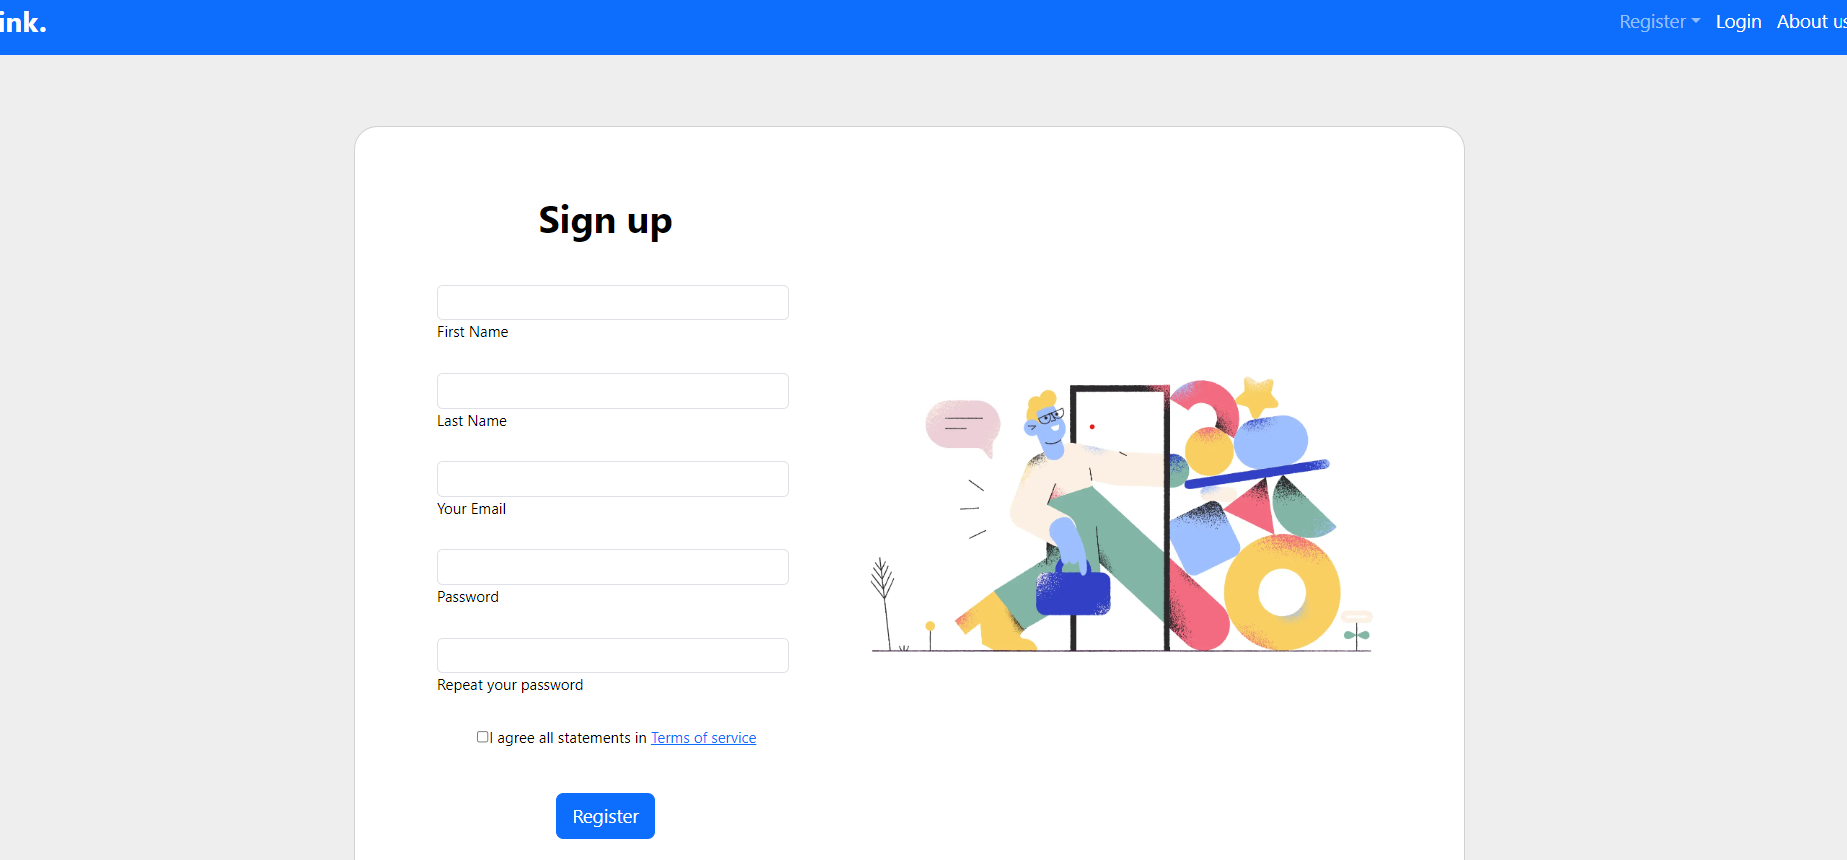 ink.
Register Login About us
Sign up
First Name
Last Name
Your Email
Password
Repeat your password
I agree all statements in Terms of service
Register